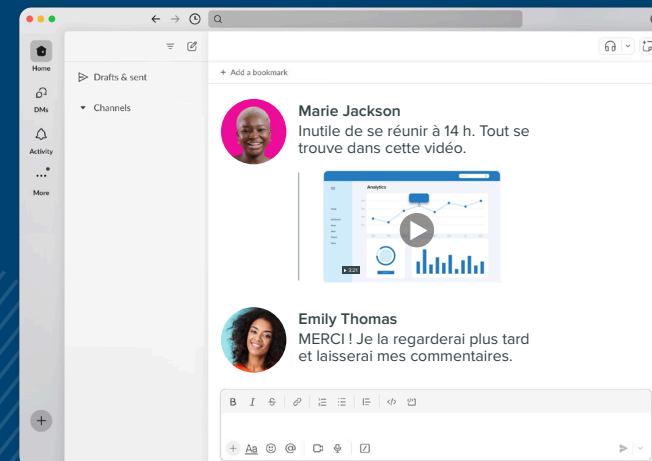 Home
DMs
Activity
More
Drafts & sent
Channels
+ Add a bookmark
Marie Jackson
Inutile de se réunir à 14 h. Tout se
trouve dans cette vidéo.
Analytics
3:21
Emily Thomas
MERCI ! Je la regarderai plus tard
et laisserai mes commentaires.
B I S
Aa